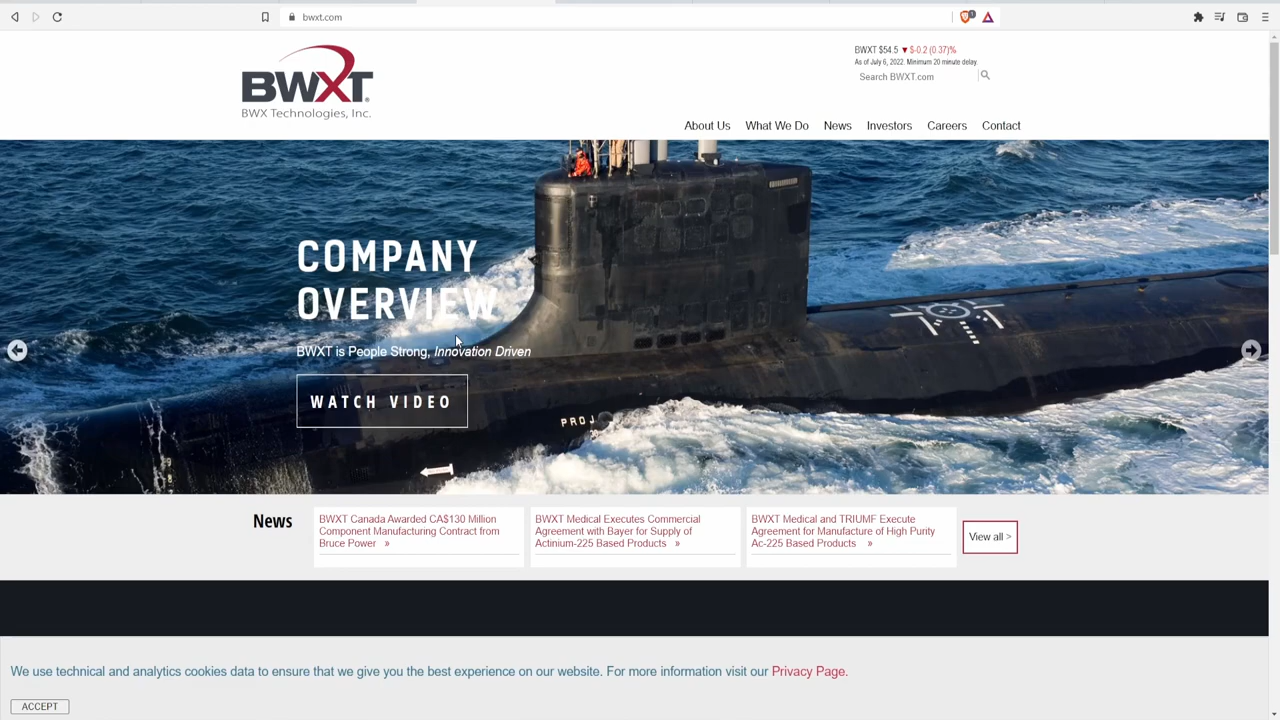 bwxt.com
1
BWXT $54.5 ▼ $-0.2 (0.37)%
As of July 6, 2022. Minimum 20 minute delay.
Search BWXT.com
BWXT®
BWX Technologies, Inc.
About Us What We Do News Investors Careers Contact
COMPANY
OVERVIEW
BWXT is People Strong, Innovation Driven
WATCH VIDEO
PROJ
News
BWXT Canada Awarded CA$130 Million
Component Manufacturing Contract from
Bruce Power »
BWXT Medical Executes Commercial
Agreement with Bayer for Supply of
Actinium-225 Based Products »
BWXT Medical and TRIUMF Execute
Agreement for Manufacture of High Purity
Ac-225 Based Products »
View all >
We use technical and analytics cookies data to ensure that we give you the best experience on our website. For more information visit our Privacy Page.
ACCEPT